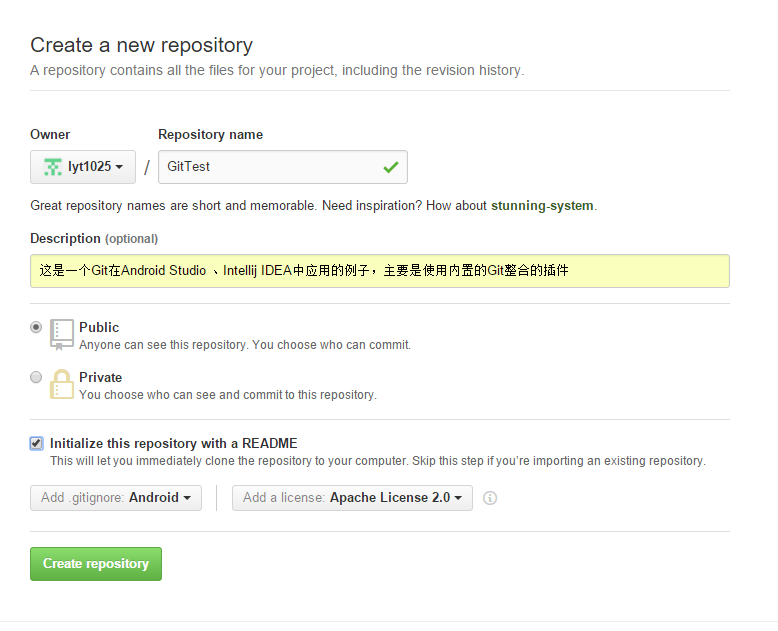 Create a new repository
A repository contains all the files for your project, including the revision history.
Owner Repository name
lyt1025 / GitTest
Great repository names are short and memorable. Need inspiration? How about stunning-system.
Description (optional)
这是一个Git在Android Studio 、Intellij IDEA中应用的例子，主要是使用内置的Git整合的插件
Public
Anyone can see this repository. You choose who can commit.
Private
You choose who can see and commit to this repository.
Initialize this repository with a README
This will let you immediately clone the repository to your computer. Skip this step if you’re importing an existing repository.
Add .gitignore: Android Add a license: Apache License 2.0
Create repository